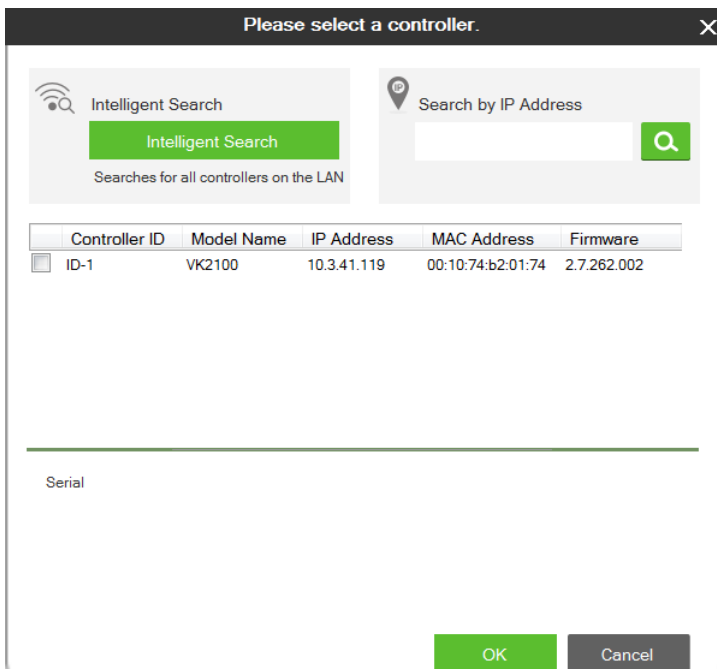 Please select a controller.
Intelligent Search
Intelligent Search
Searches for all controllers on the LAN
IP
Search by IP Address
Controller ID Model Name IP Address MAC Address Firmware
ID-1 VK2100 10.3.41.119 00:10:74:b2:01:74 2.7.262.002
Serial
OK Cancel